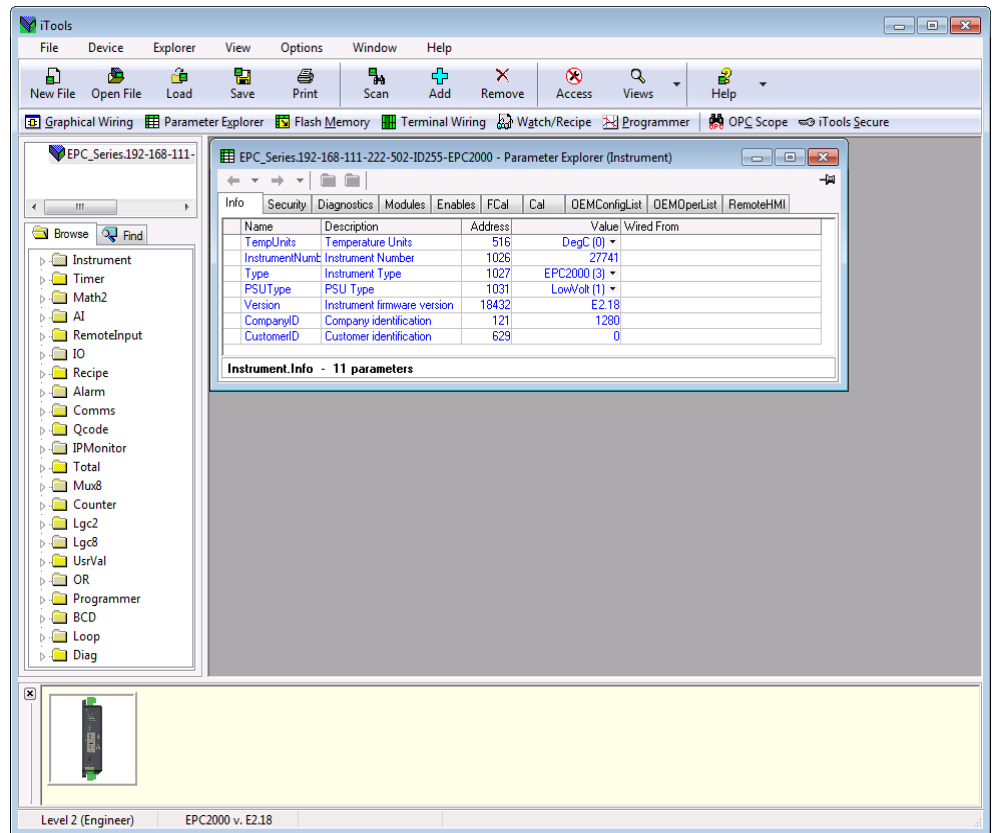 iTools
File Device Explorer View Options Window Help
New File Open File Load Save Print Scan Add Remove Access Views Help
Graphical Wiring Parameter Explorer Flash Memory Terminal Wiring Watch/Recipe Programmer OPC Scope iTools Secure
EPC_Series.192-168-111-
Browse Find
Instrument
Timer
Math2
AI
RemoteInput
IO
Recipe
Alarm
Comms
Qcode
IPMonitor
Total
Mux8
Counter
Lgc2
Lgc8
UsrVal
OR
Programmer
BCD
Loop
Diag
EPC_Series.192-168-111-222-502-ID255-EPC2000 - Parameter Explorer (Instrument)
Info Security Diagnostics Modules Enables FCal Cal OEMConfigList OEMOperList RemoteHMI
Name Description Address Value Wired From
TempUnits Temperature Units 516 DegC (0)
InstrumentNumb Instrument Number 1026 27741
Type Instrument Type 1027 EPC2000 (3)
PSUType PSU Type 1031 LowVolt (1)
Version Instrument firmware version 18432 E2.18
CompanyID Company identification 121 1280
CustomerID Customer identification 629 0
Instrument.Info - 11 parameters
Level 2 (Engineer) EPC2000 v. E2.18